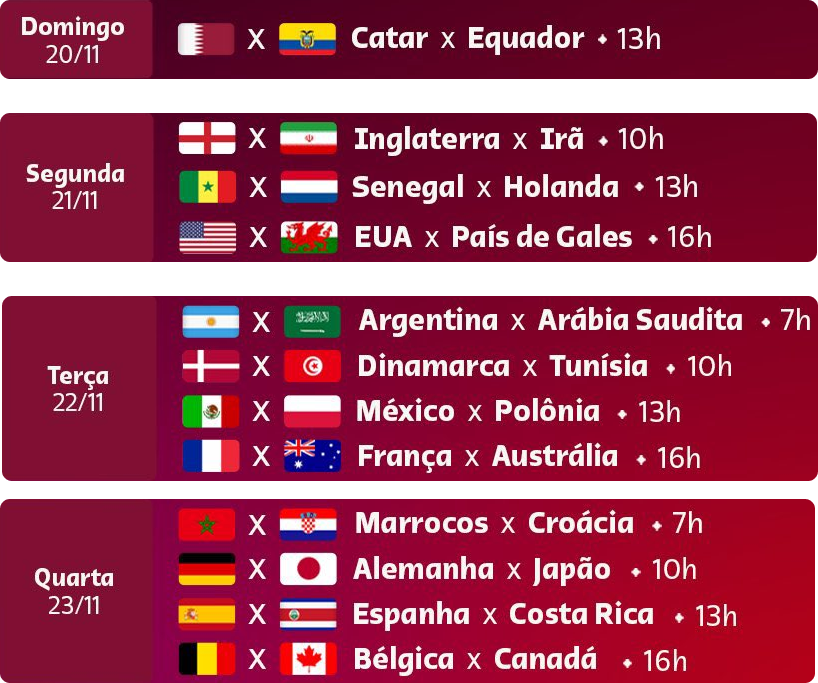 Domingo
20/11
X Catar x Equador • 13h
Segunda
21/11
X Inglaterra x Irã • 10h
X Senegal x Holanda • 13h
X EUA x País de Gales • 16h
Terça
22/11
X Argentina x Arábia Saudita • 7h
X Dinamarca x Tunísia • 10h
X México x Polônia • 13h
X França x Austrália • 16h
Quarta
23/11
X Marrocos x Croácia • 7h
X Alemanha x Japão • 10h
X Espanha x Costa Rica • 13h
X Bélgica x Canadá • 16h